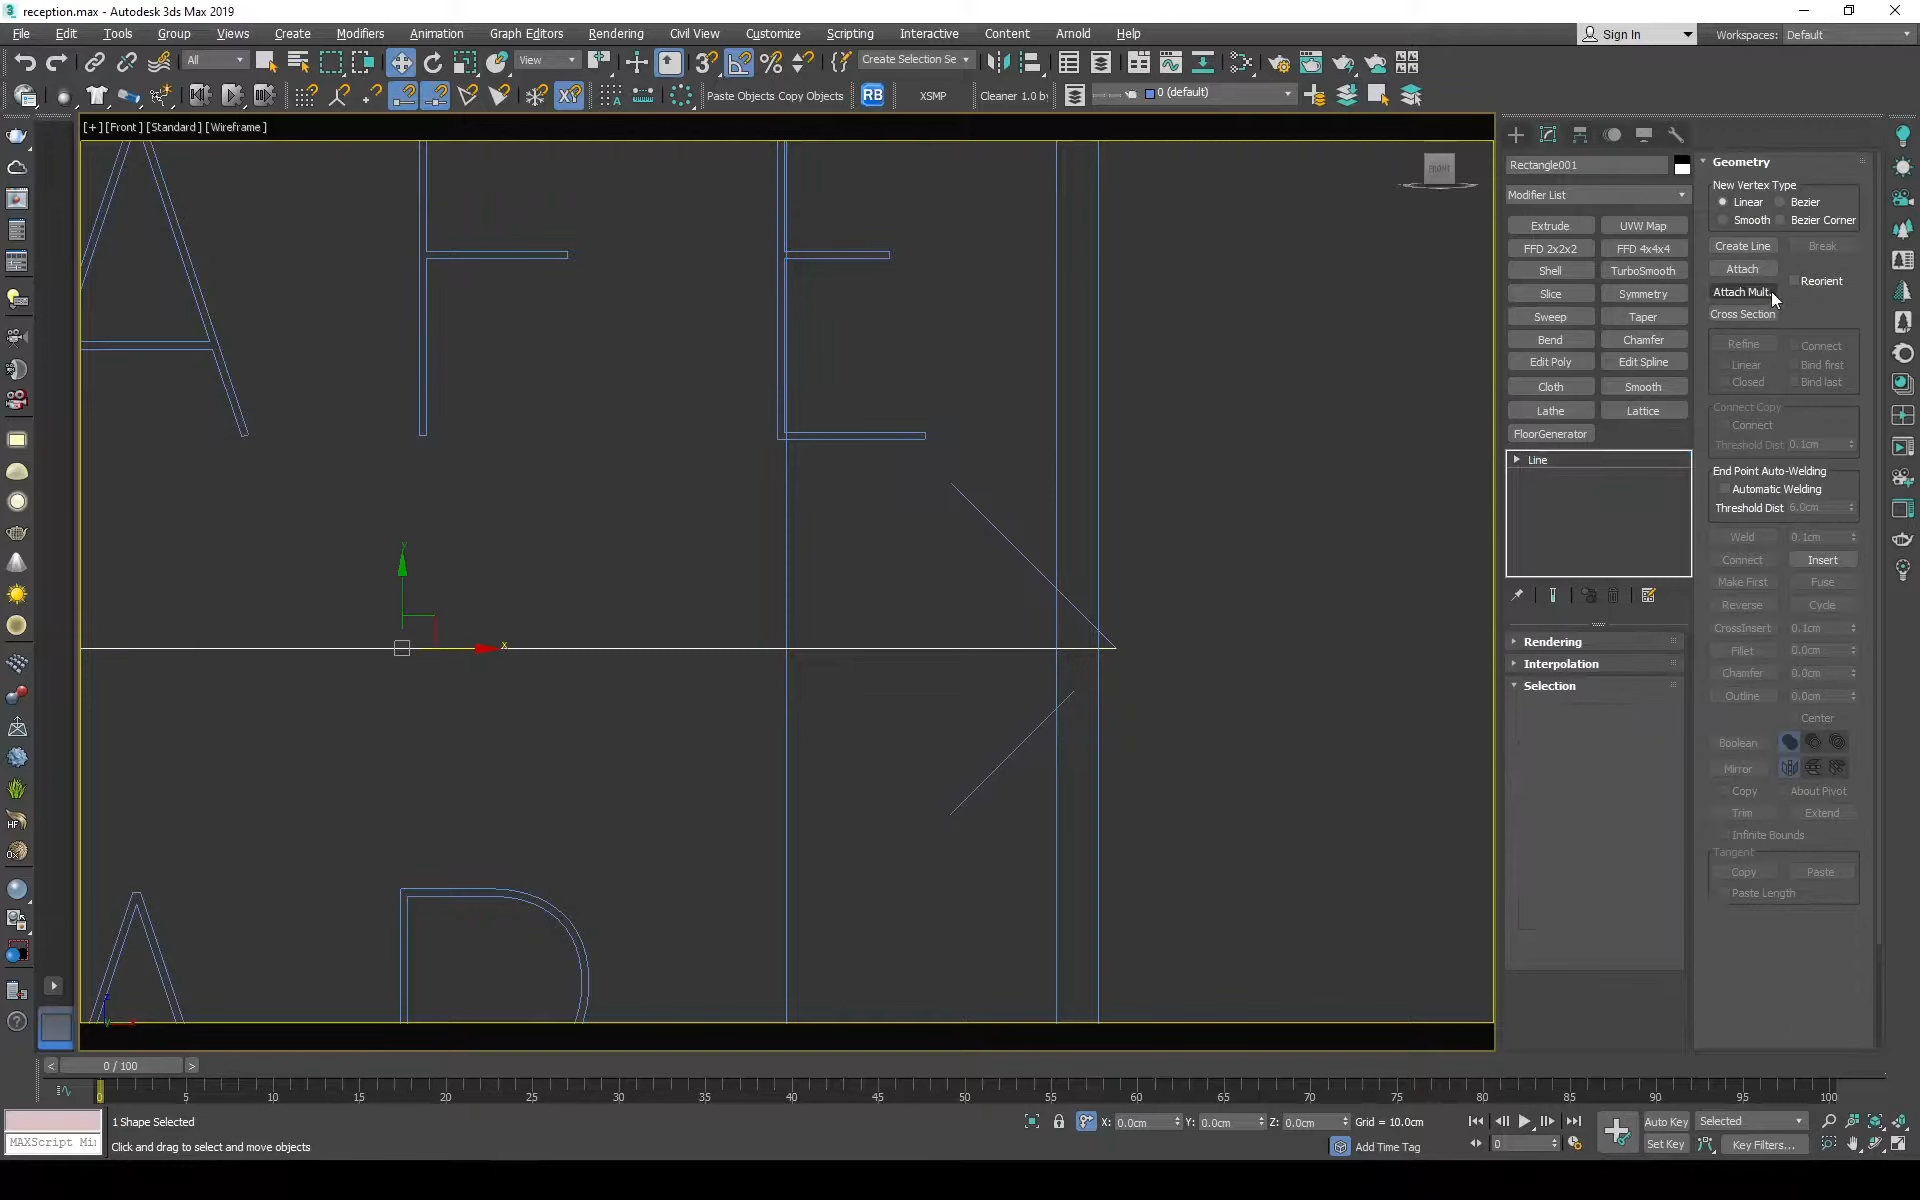 reception.max - Autodesk 3ds Max 2019
File Edit Tools Group Views Create Modifiers Animation Graph Editors Rendering Civil View Customize Scripting Interactive Content Arnold Help
Sign In
Workspaces: Default
All
View
Create Selection Se
Paste Objects Copy Objects
RB
XSMP
Cleaner 1.0 by
0 (default)
[+] [Front] [Standard] [Wireframe]
FRONT
A F E
A
y
x
Rectangle001
Modifier List
Extrude UVW Map
FFD 2x2x2 FFD 4x4x4
Shell TurboSmooth
Slice Symmetry
Sweep Taper
Bend Chamfer
Edit Poly Edit Spline
Cloth Smooth
Lathe Lattice
FloorGenerator
Line
Rendering
Interpolation
Selection
Geometry
New Vertex Type
Linear Bezier
Smooth Bezier Corner
Create Line Break
Attach
Reorient
Attach Mult.
Cross Section
Refine Connect
Linear Bind first
Closed Bind last
Connect Copy
Connect
Threshold Dist 0.1cm
End Point Auto-Welding
Automatic Welding
Threshold Dist 6.0cm
Weld 0.1cm
Connect Insert
Make First Fuse
Reverse Cycle
CrossInsert 0.1cm
Fillet 0.0cm
Chamfer 0.0cm
Outline 0.0cm
Center
Boolean
Mirror
Copy About Pivot
Trim Extend
Infinite Bounds
Tangent
Copy Paste
Paste Length
< 0 / 100 >
0 5 10 15 20 25 30 35 40 45 50 55 60 65 70 75 80 85 90 95 100
1 Shape Selected
X: 0.0cm Y: 0.0cm Z: 0.0cm Grid = 10.0cm
Auto Key Selected
MAXScript Mi
Click and drag to select and move objects
Add Time Tag
0
Set Key Key Filters...